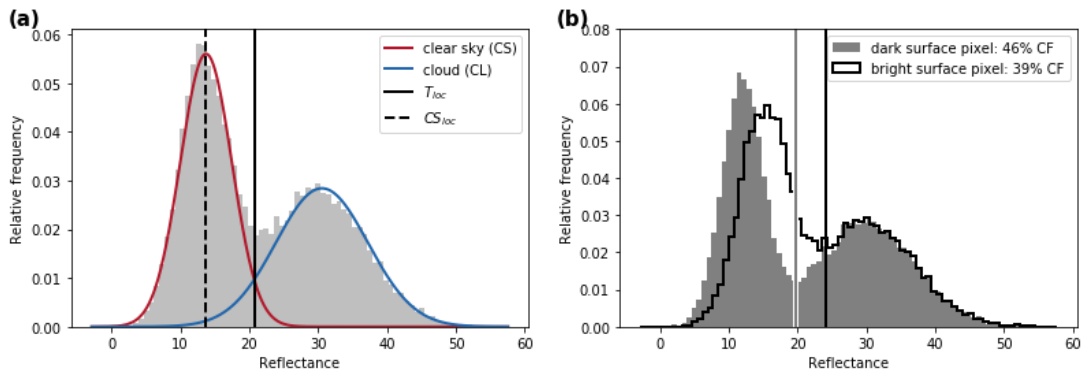 (a)
0.06
0.05
0.04
0.03
0.02
0.01
0.00
Relative frequency
0 10 20 30 40 50 60
Reflectance
clear sky (CS)
cloud (CL)
T_loc
CS_loc
(b)
0.08
0.07
0.06
0.05
0.04
0.03
0.02
0.01
0.00
Relative frequency
0 10 20 30 40 50 60
Reflectance
dark surface pixel: 46% CF
bright surface pixel: 39% CF